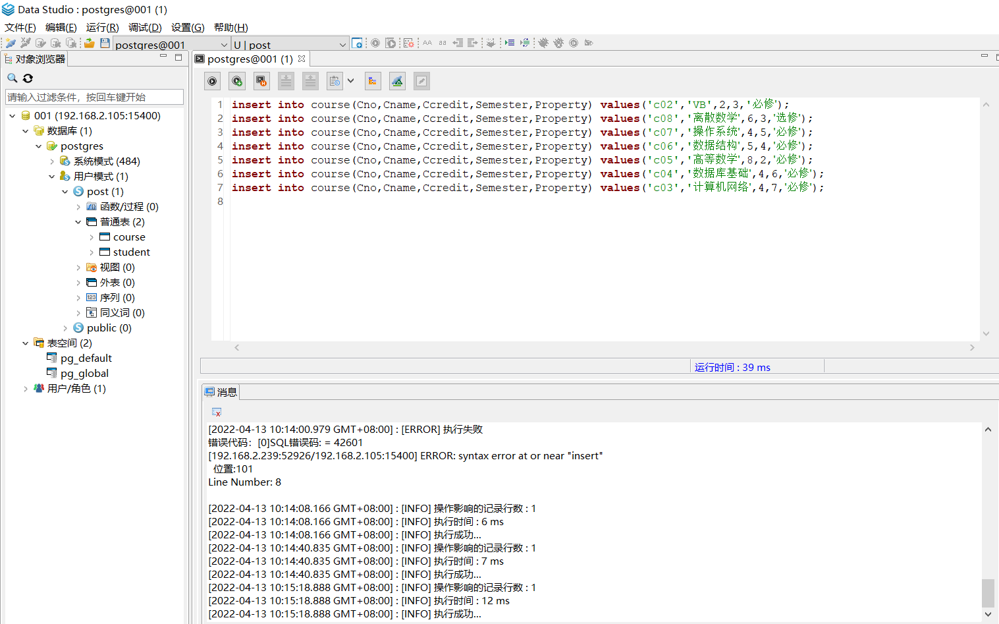 Data Studio : postgres@001 (1)
文件(F) 编辑(E) 运行(R) 调试(D) 设置(G) 帮助(H)
postgres@001 U | post
对象浏览器
请输入过滤条件，按回车键开始
001 (192.168.2.105:15400)
数据库 (1)
postgres
系统模式 (484)
用户模式 (1)
post (1)
函数/过程 (0)
普通表 (2)
course
student
视图 (0)
外表 (0)
序列 (0)
同义词 (0)
public (0)
表空间 (2)
pg_default
pg_global
用户/角色 (1)
postgres@001 (1)
1 insert into course(Cno,Cname,Ccredit,Semester,Property) values('c02','VB',2,3,'必修');
2 insert into course(Cno,Cname,Ccredit,Semester,Property) values('c08','离散数学',6,3,'选修');
3 insert into course(Cno,Cname,Ccredit,Semester,Property) values('c07','操作系统',4,5,'必修');
4 insert into course(Cno,Cname,Ccredit,Semester,Property) values('c06','数据结构',5,4,'必修');
5 insert into course(Cno,Cname,Ccredit,Semester,Property) values('c05','高等数学',8,2,'必修');
6 insert into course(Cno,Cname,Ccredit,Semester,Property) values('c04','数据库基础',4,6,'必修');
7 insert into course(Cno,Cname,Ccredit,Semester,Property) values('c03','计算机网络',4,7,'必修');
8
运行时间 : 39 ms
消息
[2022-04-13 10:14:00.979 GMT+08:00] : [ERROR] 执行失败
错误代码：[0]SQL错误码: = 42601
[192.168.2.239:52926/192.168.2.105:15400] ERROR: syntax error at or near "insert"
位置:101
Line Number: 8
[2022-04-13 10:14:08.166 GMT+08:00] : [INFO] 操作影响的记录行数 : 1
[2022-04-13 10:14:08.166 GMT+08:00] : [INFO] 执行时间 : 6 ms
[2022-04-13 10:14:08.166 GMT+08:00] : [INFO] 执行成功...
[2022-04-13 10:14:40.835 GMT+08:00] : [INFO] 操作影响的记录行数 : 1
[2022-04-13 10:14:40.835 GMT+08:00] : [INFO] 执行时间 : 7 ms
[2022-04-13 10:14:40.835 GMT+08:00] : [INFO] 执行成功...
[2022-04-13 10:15:18.888 GMT+08:00] : [INFO] 操作影响的记录行数 : 1
[2022-04-13 10:15:18.888 GMT+08:00] : [INFO] 执行时间 : 12 ms
[2022-04-13 10:15:18.888 GMT+08:00] : [INFO] 执行成功...